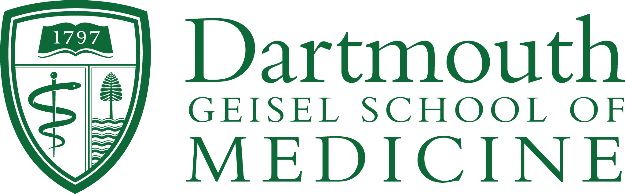 1797
Dartmouth
GEISEL SCHOOL OF
MEDICINE